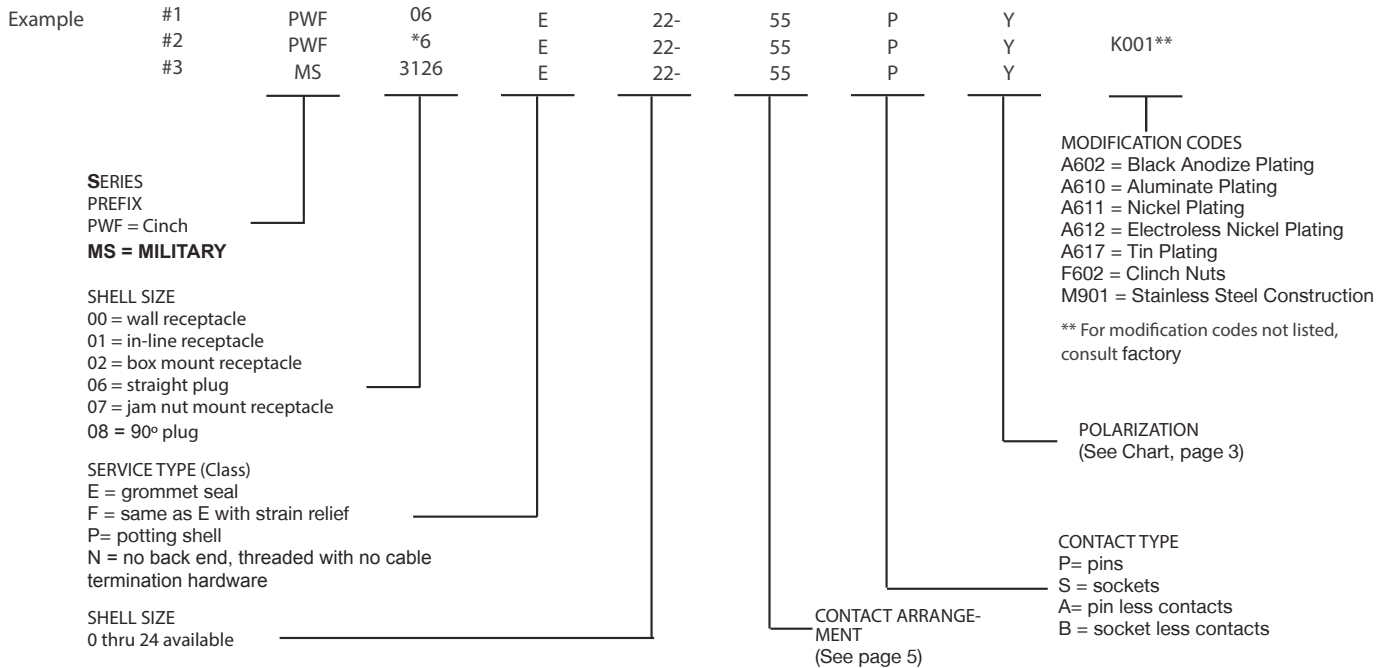 Example #1 PWF 06 E 22- 55 P Y
#2 PWF *6 E 22- 55 P Y K001**
#3 MS 3126 E 22- 55 P Y
SERIES
PREFIX
PWF = Cinch
MS = MILITARY
SHELL SIZE
00 = wall receptacle
01 = in-line receptacle
02 = box mount receptacle
06 = straight plug
07 = jam nut mount receptacle
08 = 90º plug
SERVICE TYPE (Class)
E = grommet seal
F = same as E with strain relief
P= potting shell
N = no back end, threaded with no cable
termination hardware
SHELL SIZE
0 thru 24 available
CONTACT ARRANGE-
MENT
(See page 5)
CONTACT TYPE
P= pins
S = sockets
A= pin less contacts
B = socket less contacts
POLARIZATION
(See Chart, page 3)
MODIFICATION CODES
A602 = Black Anodize Plating
A610 = Aluminate Plating
A611 = Nickel Plating
A612 = Electroless Nickel Plating
A617 = Tin Plating
F602 = Clinch Nuts
M901 = Stainless Steel Construction
** For modification codes not listed,
consult factory